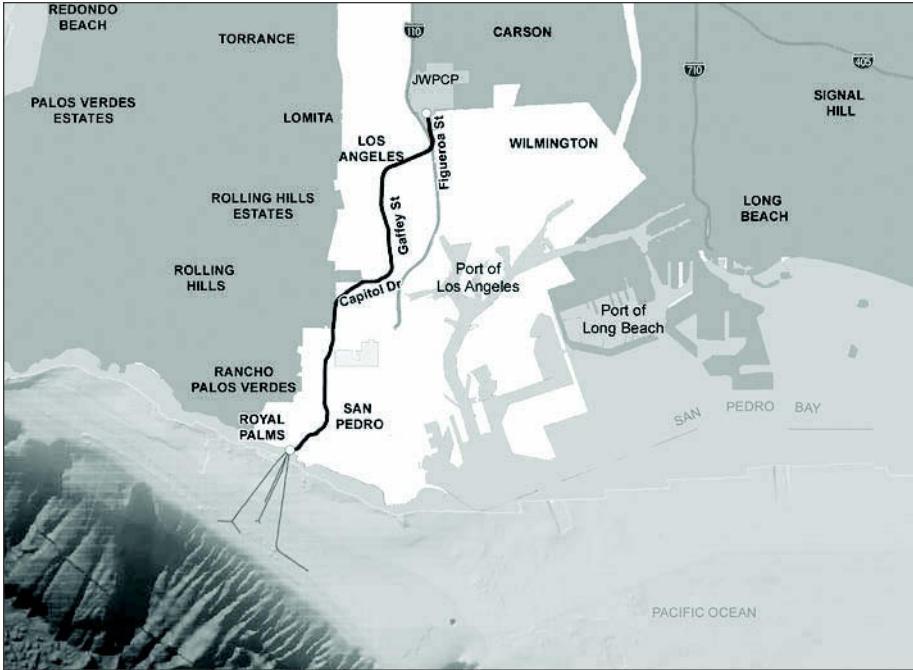 REDONDO
BEACH
TORRANCE
110
CARSON
405
710
JWPCP
PALOS VERDES
ESTATES
LOMITA
SIGNAL
HILL
LOS
ANGELES
Figueroa St
WILMINGTON
ROLLING HILLS
ESTATES
Gaffey St
LONG
BEACH
ROLLING
HILLS
Capitol Dr
Port of
Los Angeles
Port of
Long Beach
RANCHO
PALOS VERDES
ROYAL
PALMS
SAN
PEDRO
SAN PEDRO BAY
PACIFIC OCEAN